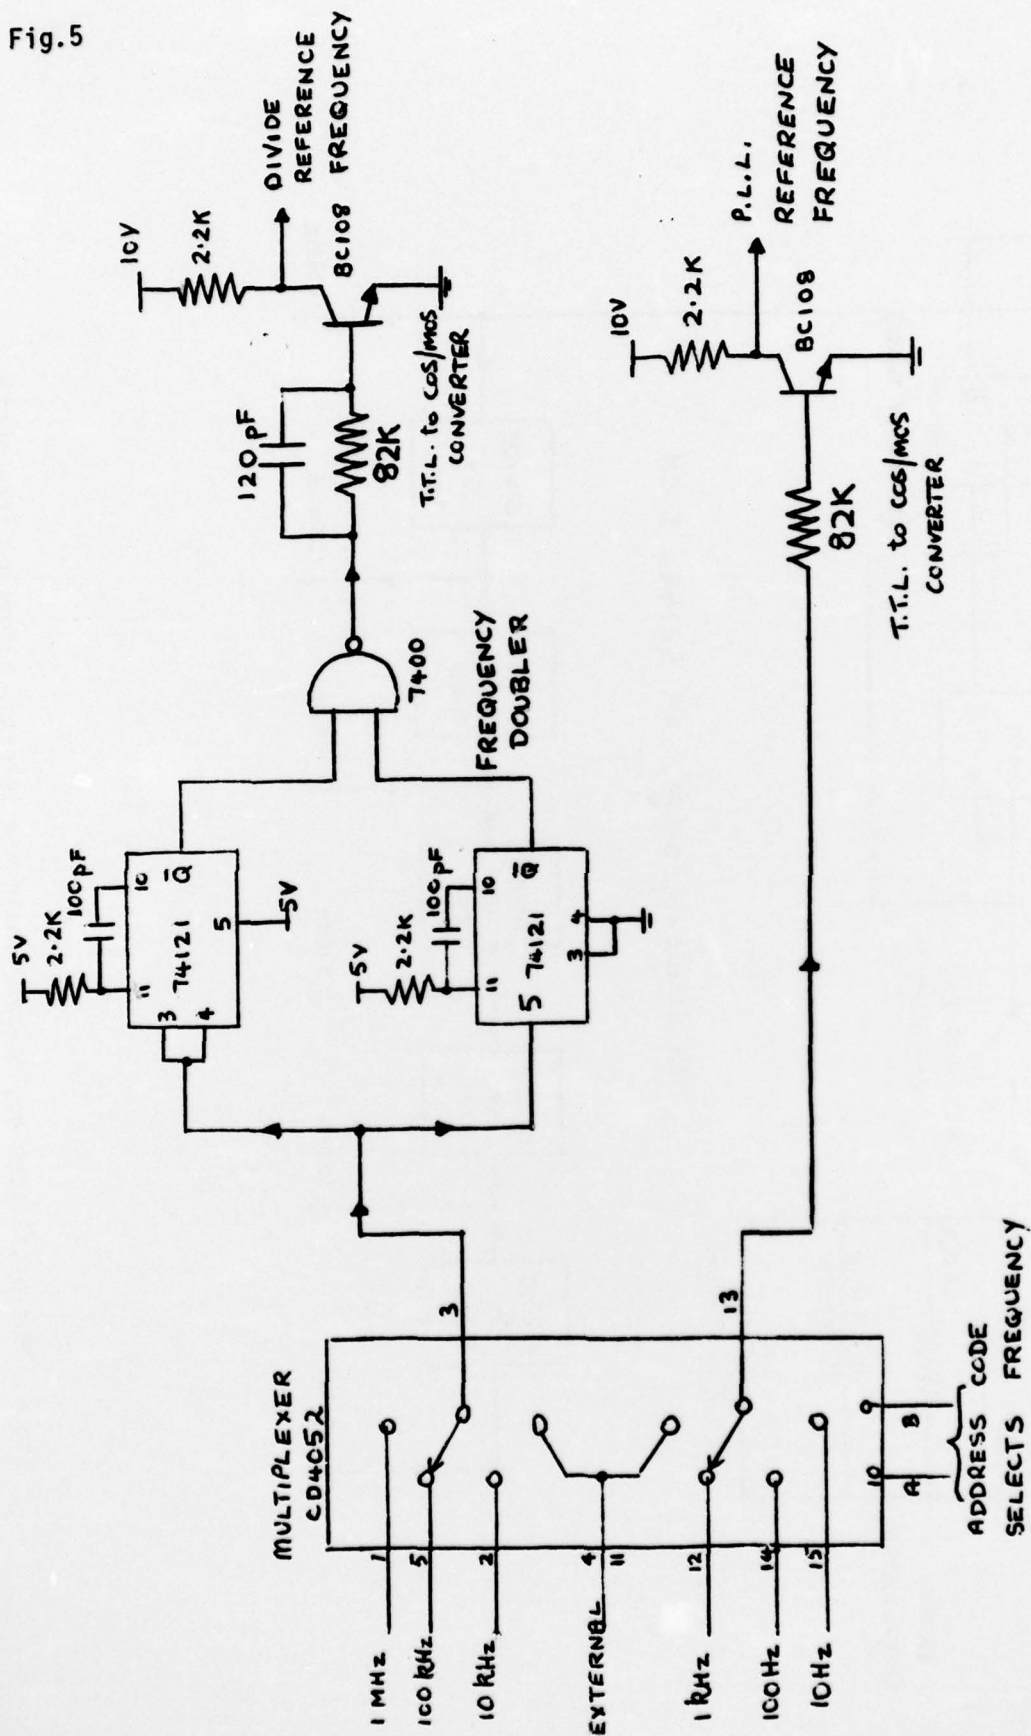 Fig.5
MULTIPLEXER
CD4052
1 MHz
1
100 kHz
5
10 kHz
2
EXTERNAL
4
11
1 kHz
12
100Hz
14
10Hz
15
3
13
10
9
A
B
ADDRESS CODE
SELECTS FREQUENCY
5V
2.2K
100pF
11
10
3
4
74121
Q̅
5
5V
5V
2.2K
100pF
11
10
5
74121
Q̅
3
4
FREQUENCY
DOUBLER
7400
120pF
82K
T.T.L. to COS/MOS
CONVERTER
10V
2.2K
BC108
DIVIDE
REFERENCE
FREQUENCY
82K
T.T.L. to COS/MOS
CONVERTER
10V
2.2K
BC108
P.L.L.
REFERENCE
FREQUENCY